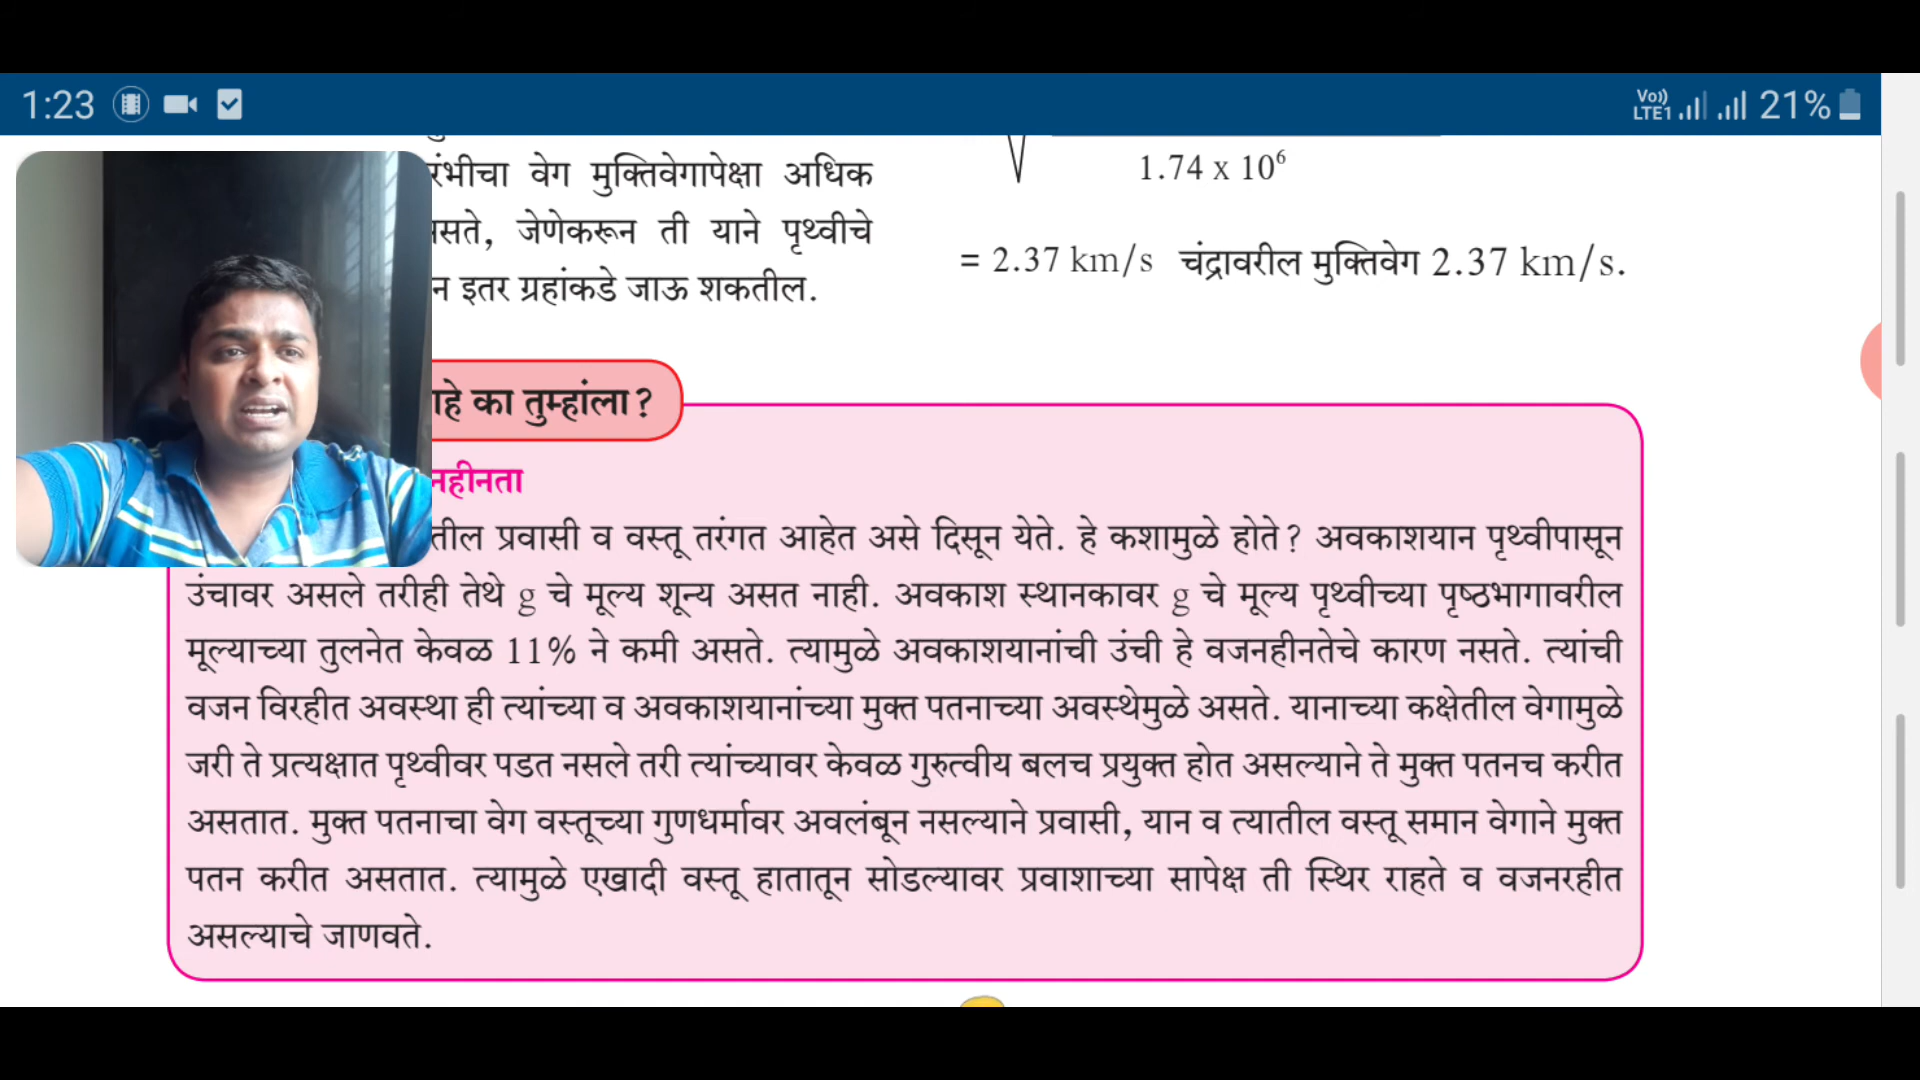 1:23
Vo)) LTE1 21%
वेग मुक्तिवेगापेक्षा अधिक
जेणेकरून ती याने पृथ्वीचे
इतर ग्रहांकडे जाऊ शकतील.
√
1.74 x 10⁶
= 2.37 km/s चंद्रावरील मुक्तिवेग 2.37 km/s.
का तुम्हांला?
प्रवासी व वस्तू तरंगत आहेत असे दिसून येते. हे कशामुळे होते? अवकाशयान पृथ्वीपासून
उंचावर असले तरीही तेथे g चे मूल्य शून्य असत नाही. अवकाश स्थानकावर g चे मूल्य पृथ्वीच्या पृष्ठभागावरील
मूल्याच्या तुलनेत केवळ 11% ने कमी असते. त्यामुळे अवकाशयानांची उंची हे वजनहीनतेचे कारण नसते. त्यांची
वजन विरहीत अवस्था ही त्यांच्या व अवकाशयानांच्या मुक्त पतनाच्या अवस्थेमुळे असते. यानाच्या कक्षेतील वेगामुळे
जरी ते प्रत्यक्षात पृथ्वीवर पडत नसले तरी त्यांच्यावर केवळ गुरुत्वीय बलच प्रयुक्त होत असल्याने ते मुक्त पतनच करीत
असतात. मुक्त पतनाचा वेग वस्तूच्या गुणधर्मावर अवलंबून नसल्याने प्रवासी, यान व त्यातील वस्तू समान वेगाने मुक्त
पतन करीत असतात. त्यामुळे एखादी वस्तू हातातून सोडल्यावर प्रवाशाच्या सापेक्ष ती स्थिर राहते व वजनरहीत
असल्याचे जाणवते.